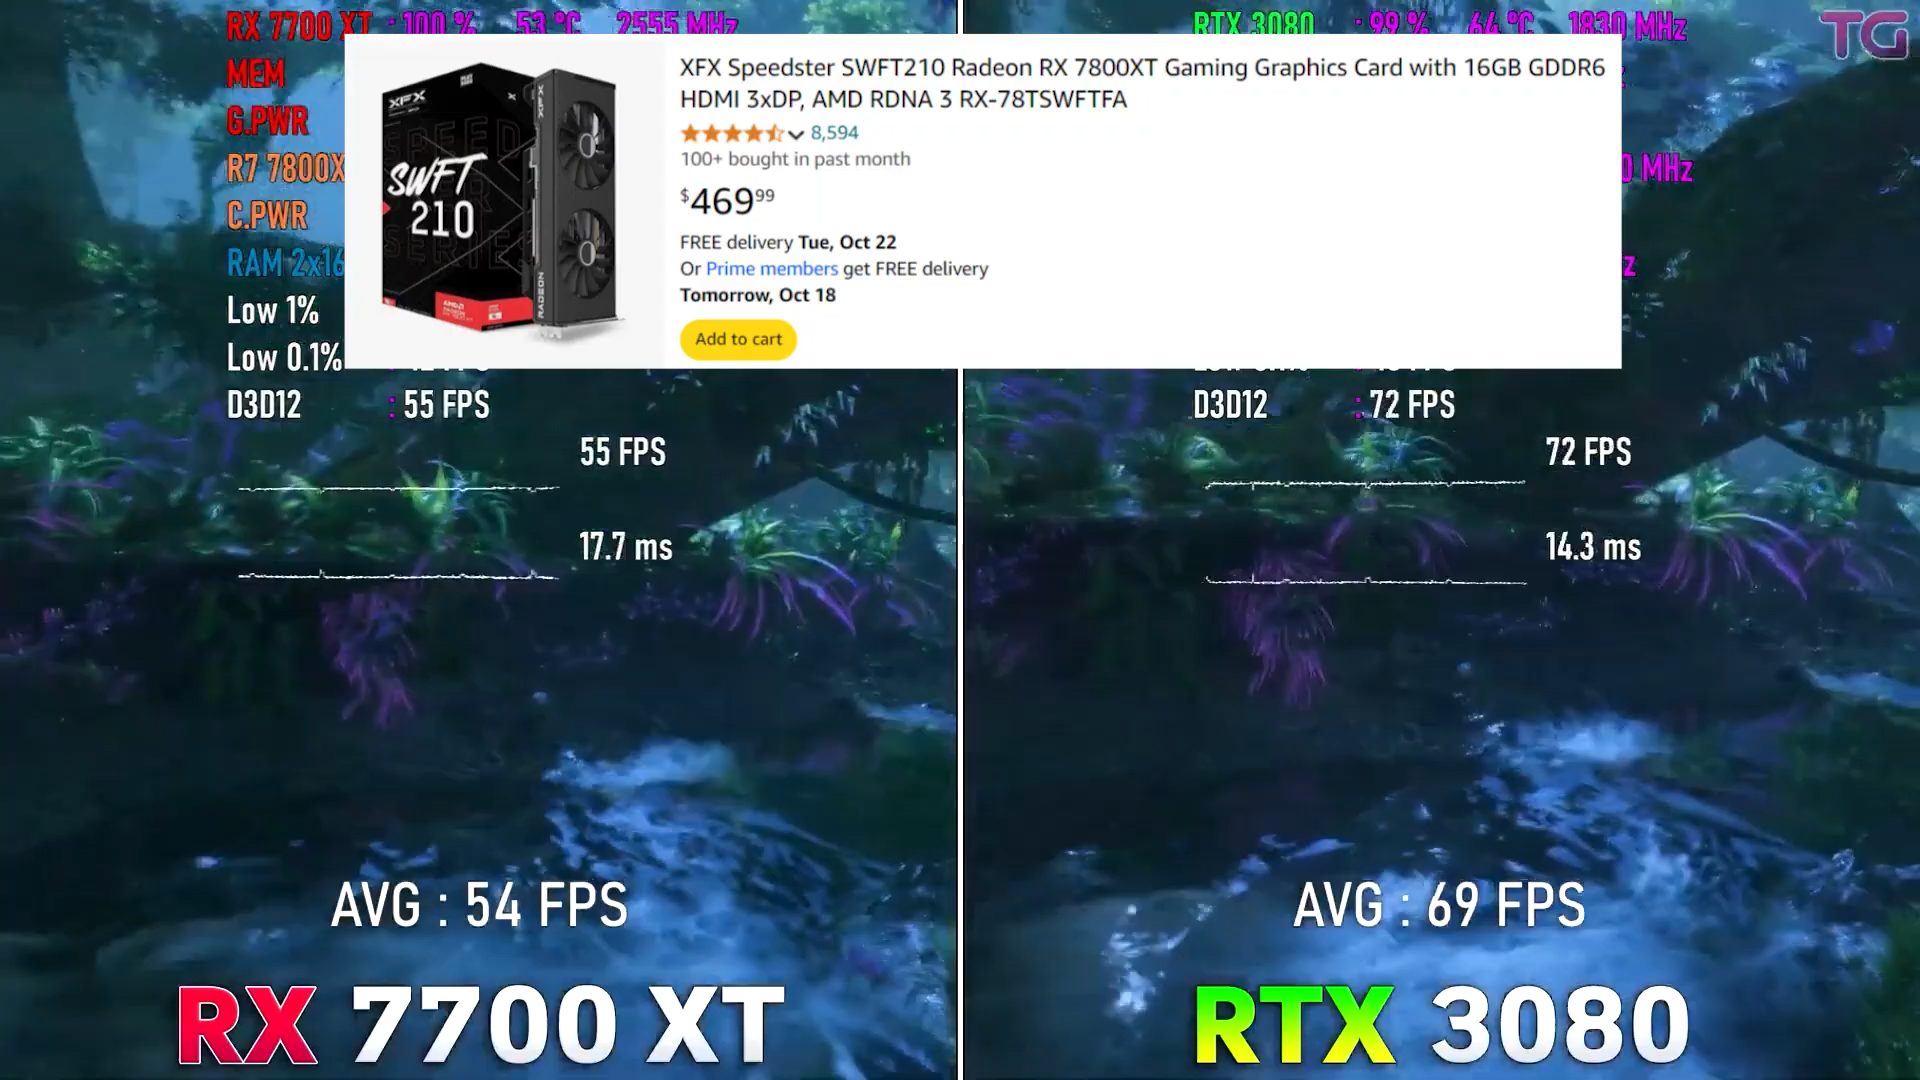 RX 7700 XT : 100 % 53 °C 2555 MHz
MEM
G.PWR
R7 7800X
C.PWR
RAM 2x16
Low 1%
Low 0.1%
D3D12 : 55 FPS
55 FPS
17.7 ms
AVG : 54 FPS
RX 7700 XT
XFX
SWFT
210
RADEON
XFX Speedster SWFT210 Radeon RX 7800XT Gaming Graphics Card with 16GB GDDR6
HDMI 3xDP, AMD RDNA 3 RX-78TSWFTFA
8,594
100+ bought in past month
$469.99
FREE delivery Tue, Oct 22
Or Prime members get FREE delivery
Tomorrow, Oct 18
Add to cart
RTX 3080 : 99 % 64 °C 1830 MHz
0 MHz
z
D3D12 : 72 FPS
72 FPS
14.3 ms
AVG : 69 FPS
RTX 3080
TG